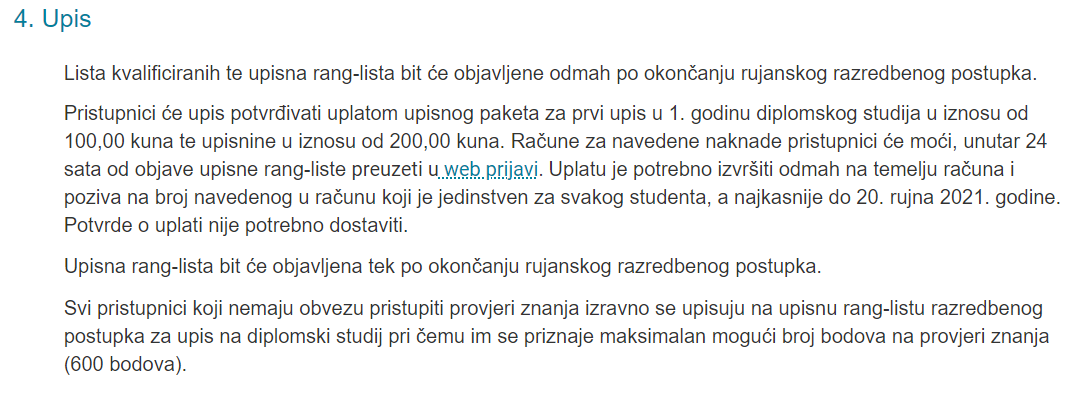 4. Upis
Lista kvalificiranih te upisna rang-lista bit će objavljene odmah po okončanju rujanskog razredbenog postupka.
Pristupnici će upis potvrđivati uplatom upisnog paketa za prvi upis u 1. godinu diplomskog studija u iznosu od
100,00 kuna te upisnine u iznosu od 200,00 kuna. Račune za navedene naknade pristupnici će moći, unutar 24
sata od objave upisne rang-liste preuzeti u web prijavi. Uplatu je potrebno izvršiti odmah na temelju računa i
poziva na broj navedenog u računu koji je jedinstven za svakog studenta, a najkasnije do 20. rujna 2021. godine.
Potvrde o uplati nije potrebno dostaviti.
Upisna rang-lista bit će objavljena tek po okončanju rujanskog razredbenog postupka.
Svi pristupnici koji nemaju obvezu pristupiti provjeri znanja izravno se upisuju na upisnu rang-listu razredbenog
postupka za upis na diplomski studij pri čemu im se priznaje maksimalan mogući broj bodova na provjeri znanja
(600 bodova).